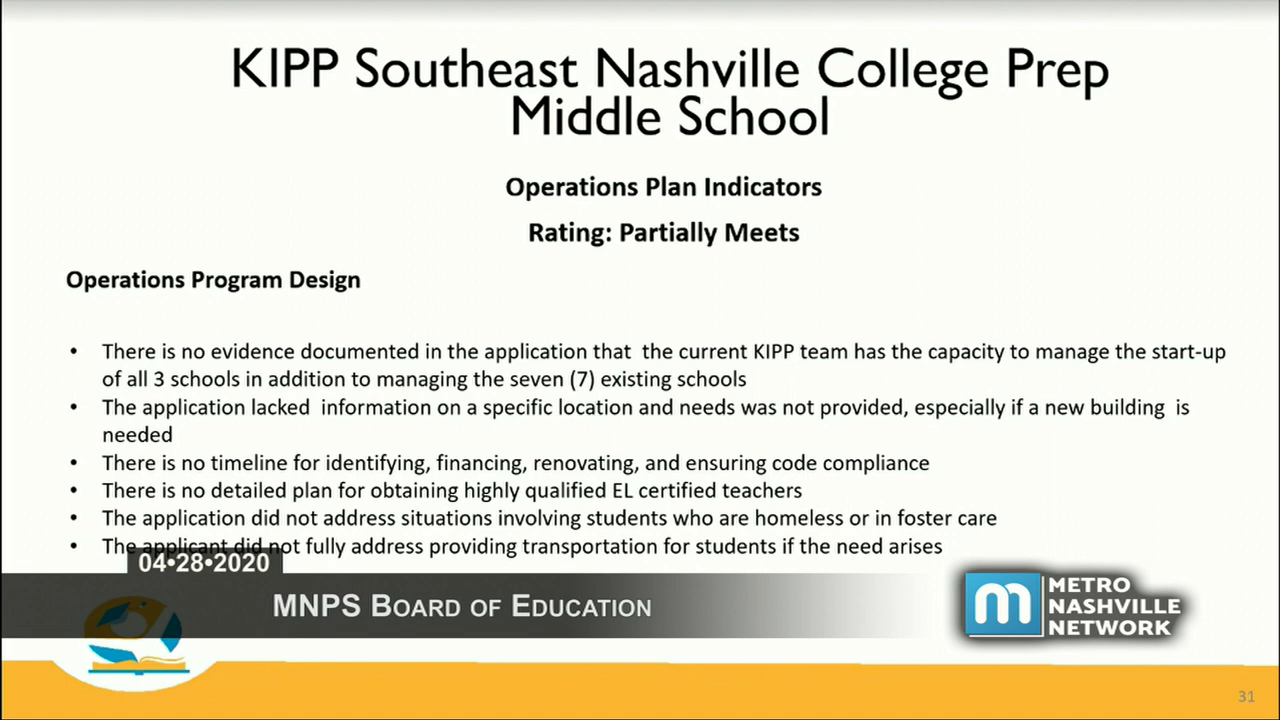 KIPP Southeast Nashville College Prep
Middle School
Operations Plan Indicators
Rating: Partially Meets
Operations Program Design
• There is no evidence documented in the application that the current KIPP team has the capacity to manage the start-up
of all 3 schools in addition to managing the seven (7) existing schools
• The application lacked information on a specific location and needs was not provided, especially if a new building is
needed
• There is no timeline for identifying, financing, renovating, and ensuring code compliance
• There is no detailed plan for obtaining highly qualified EL certified teachers
• The application did not address situations involving students who are homeless or in foster care
• The applicant did not fully address providing transportation for students if the need arises
04•28•2020
MNPS BOARD OF EDUCATION
m METRO
NASHVILLE
NETWORK
31